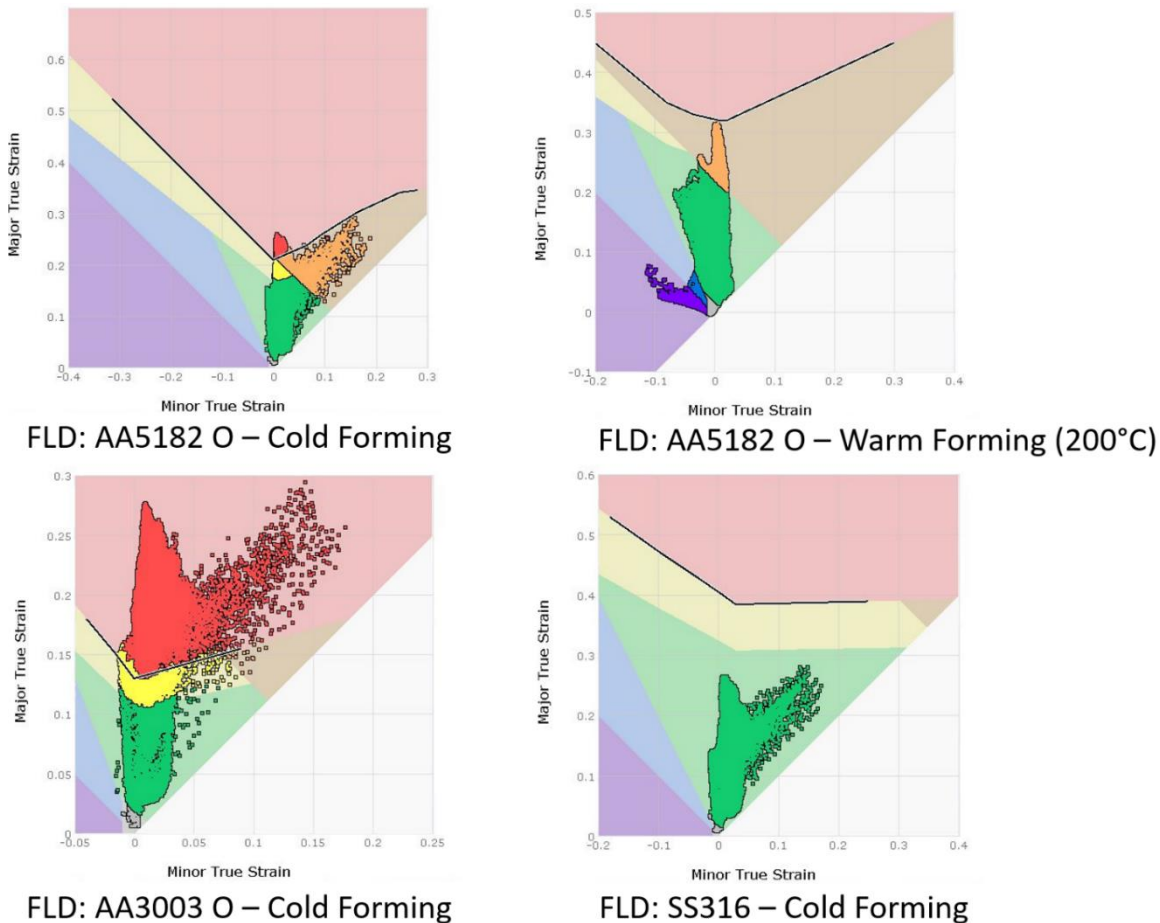 0.6
0.5
0.4
0.3
0.2
0.1
0
-0.4 -0.3 -0.2 -0.1 0 0.1 0.2 0.3
Major True Strain
Minor True Strain
FLD: AA5182 O – Cold Forming
0.5
0.4
0.3
0.2
0.1
0
-0.1
-0.2 -0.1 0 0.1 0.2 0.3 0.4
Major True Strain
Minor True Strain
FLD: AA5182 O – Warm Forming (200°C)
0.3
0.25
0.2
0.15
0.1
0.05
0
-0.05 0 0.05 0.1 0.15 0.2 0.25
Major True Strain
Minor True Strain
FLD: AA3003 O – Cold Forming
0.6
0.5
0.4
0.3
0.2
0.1
0
-0.2 -0.1 0 0.1 0.2 0.3 0.4
Major True Strain
Minor True Strain
FLD: SS316 – Cold Forming